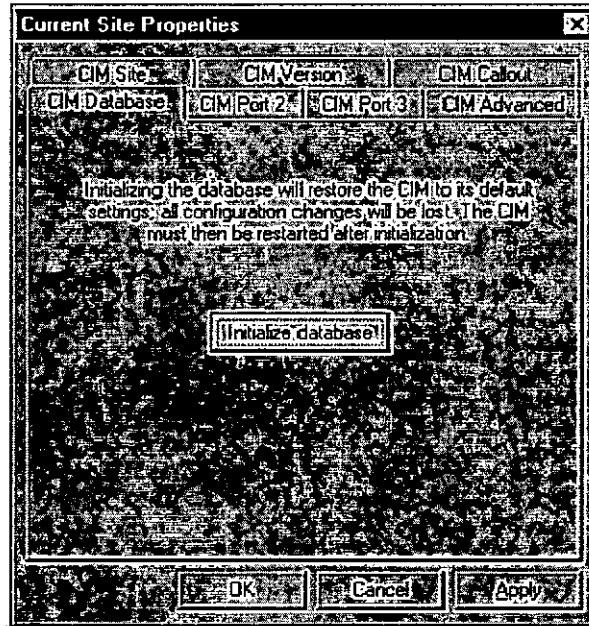 Current Site Properties
CIM Site CIM Version CIM Callout
CIM Database CIM Port 2 CIM Port 3 CIM Advanced
Initializing the database will restore the CIM to its default
settings; all configuration changes will be lost. The CIM
must then be restarted after initialization.
Initialize database!
OK Cancel Apply